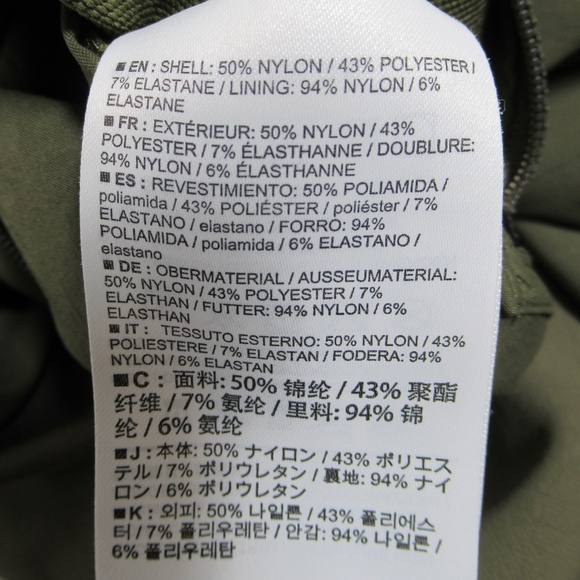 EN : SHELL: 50% NYLON / 43% POLYESTER /
7% ELASTANE / LINING: 94% NYLON / 6%
ELASTANE
FR : EXTÉRIEUR: 50% NYLON / 43%
POLYESTER / 7% ÉLASTHANNE / DOUBLURE:
94% NYLON / 6% ÉLASTHANNE
ES : REVESTIMIENTO: 50% POLIAMIDA /
poliamida / 43% POLIÉSTER / poliéster / 7%
ELASTANO / elastano / FORRO: 94%
POLIAMIDA / poliamida / 6% ELASTANO /
elastano
DE : OBERMATERIAL / AUSSEUMATERIAL:
50% NYLON / 43% POLYESTER / 7%
ELASTHAN / FUTTER: 94% NYLON / 6%
ELASTHAN
IT : TESSUTO ESTERNO: 50% NYLON / 43%
POLIESTERE / 7% ELASTAN / FODERA: 94%
NYLON / 6% ELASTAN
C : 面料: 50% 锦纶 / 43% 聚酯
纤维 / 7% 氨纶 / 里料: 94% 锦
纶 / 6% 氨纶
J : 本体: 50% ナイロン / 43% ポリエス
テル / 7% ポリウレタン / 裏地: 94% ナイ
ロン / 6% ポリウレタン
K : 외피: 50% 나일론 / 43% 폴리에스
터 / 7% 폴리우레탄 / 안감: 94% 나일론 /
6% 폴리우레탄